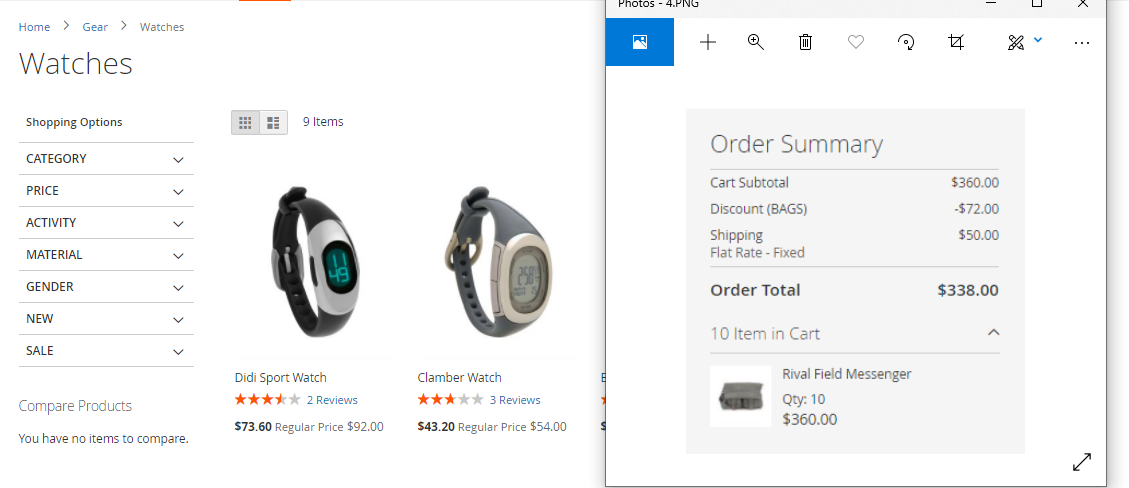 Home > Gear > Watches
Watches
Shopping Options
CATEGORY
PRICE
ACTIVITY
MATERIAL
GENDER
NEW
SALE
Compare Products
You have no items to compare.
9 Items
Didi Sport Watch
2 Reviews
$73.60 Regular Price $92.00
Clamber Watch
3 Reviews
$43.20 Regular Price $54.00
Photos - 4.PNG
Order Summary
Cart Subtotal $360.00
Discount (BAGS) -$72.00
Shipping $50.00
Flat Rate - Fixed
Order Total $338.00
10 Item in Cart
Rival Field Messenger
Qty: 10
$360.00